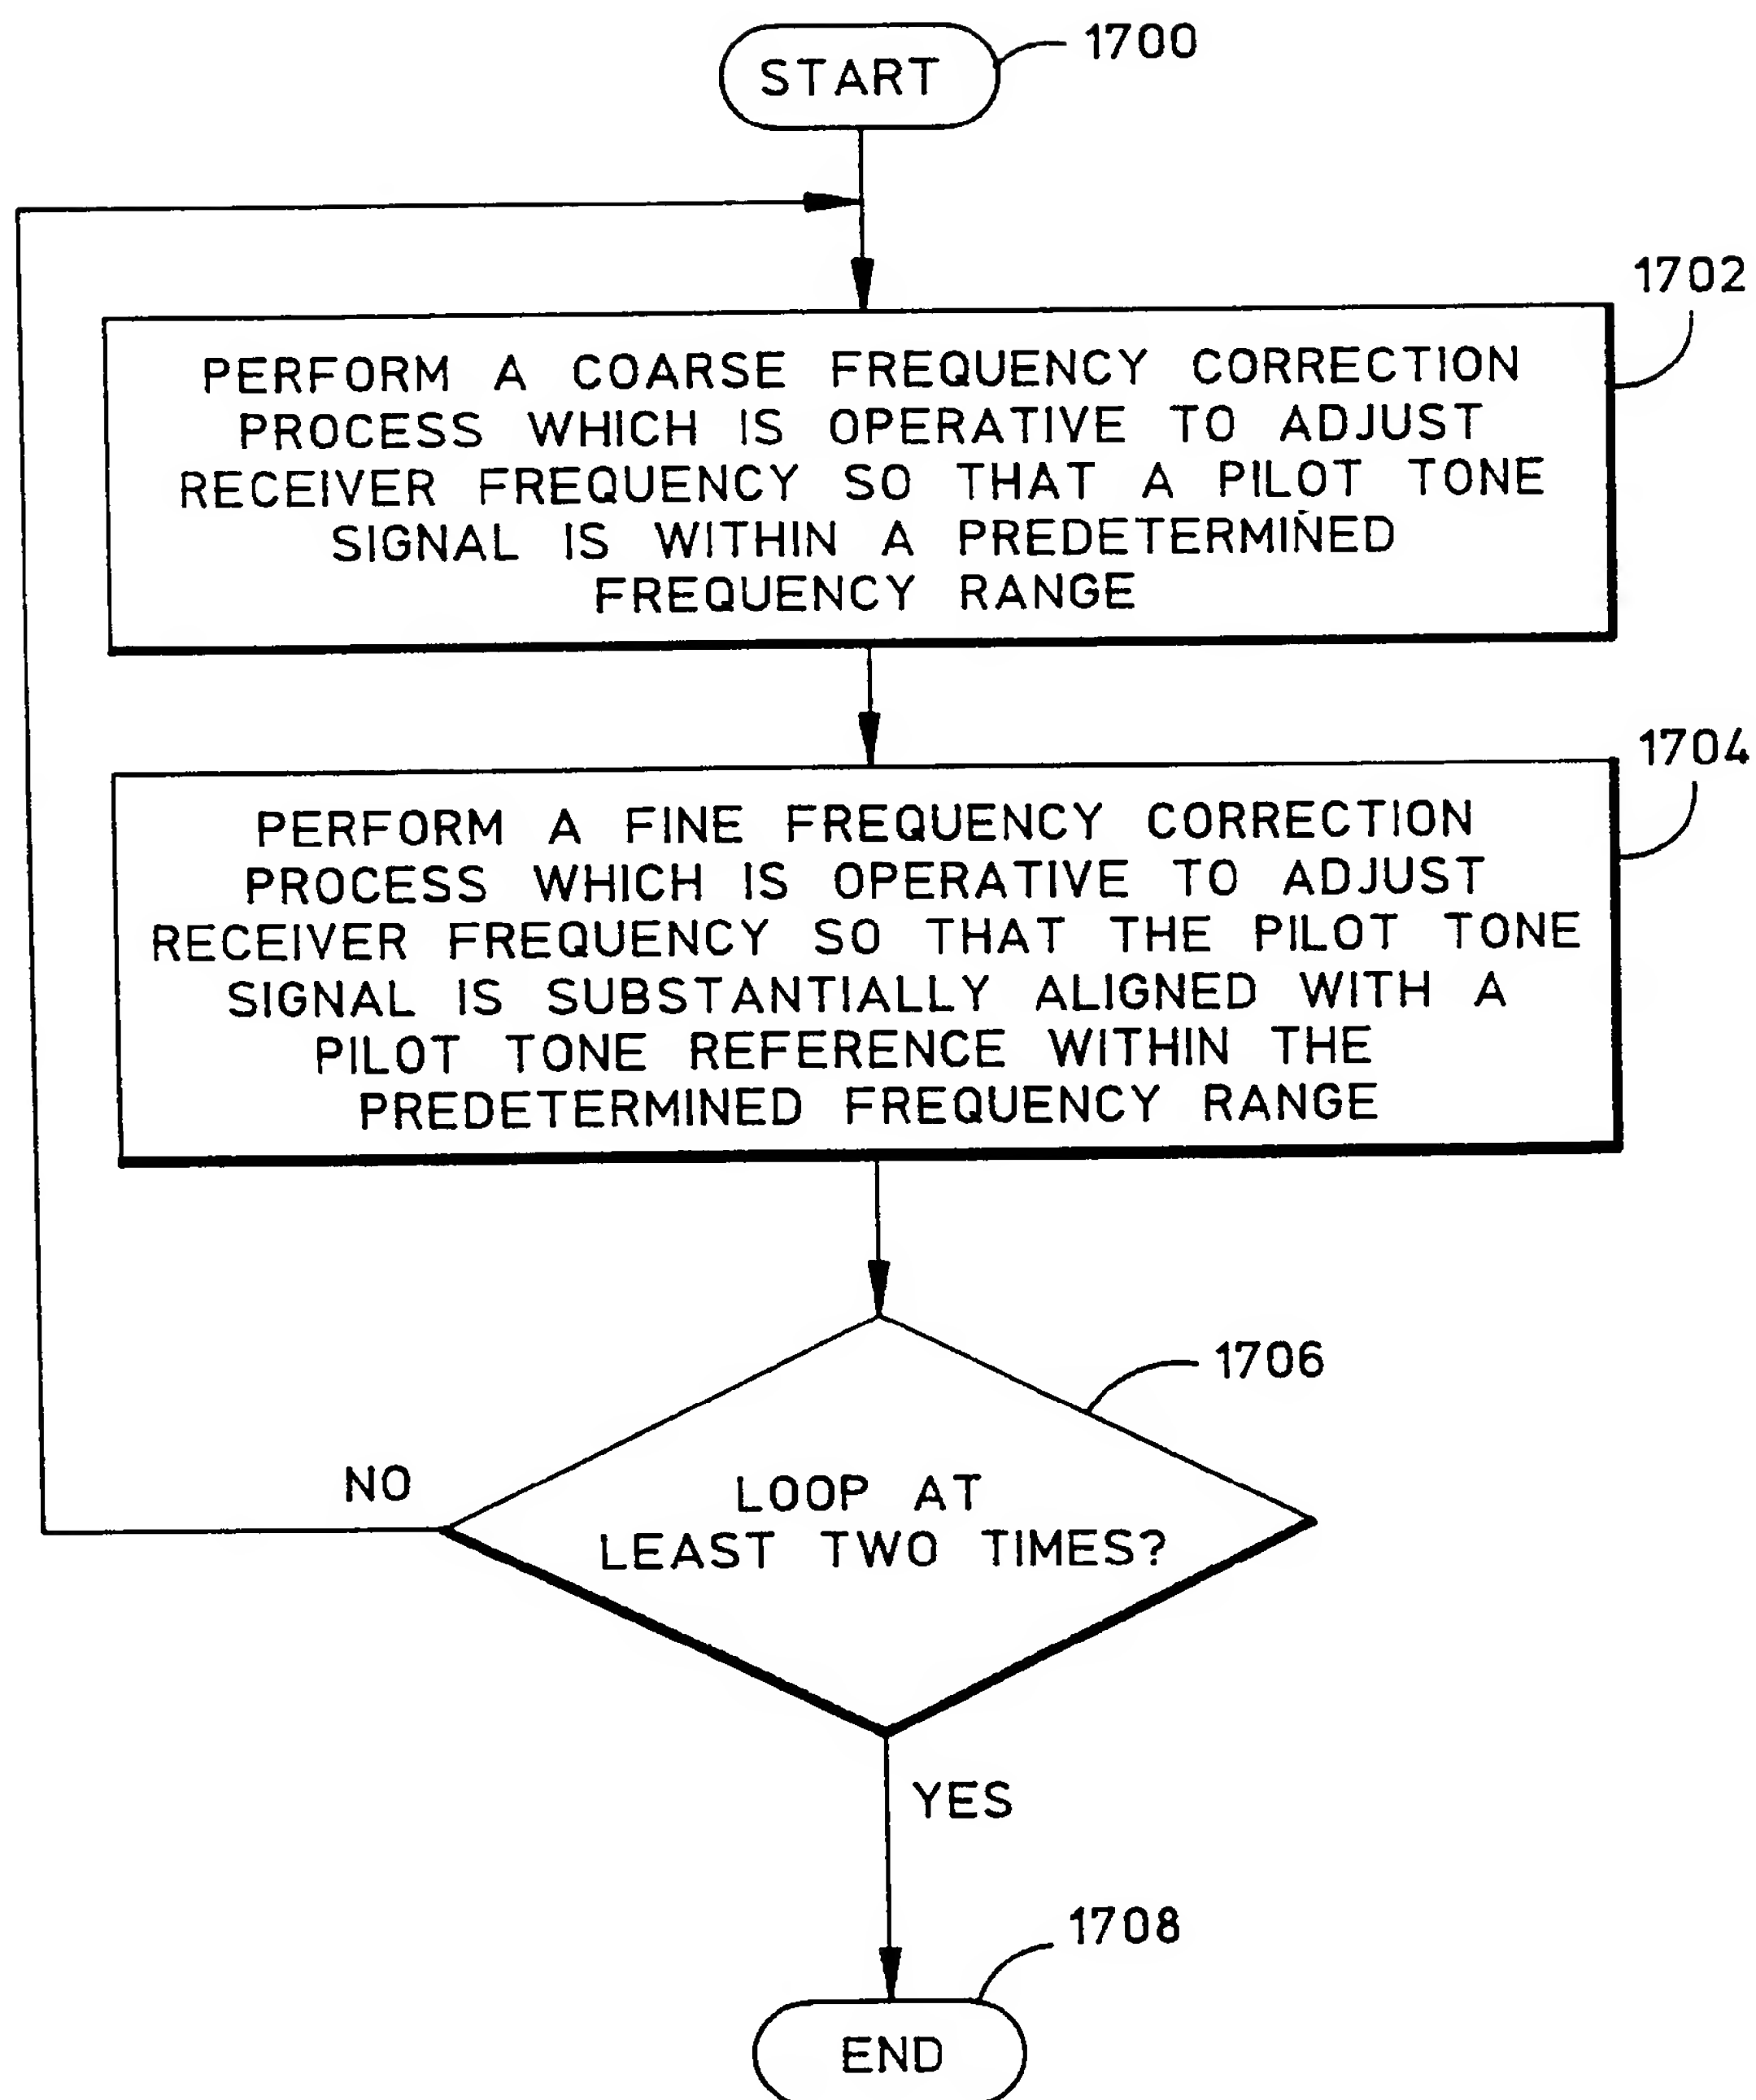 START
1700
1702
PERFORM A COARSE FREQUENCY CORRECTION
PROCESS WHICH IS OPERATIVE TO ADJUST
RECEIVER FREQUENCY SO THAT A PILOT TONE
SIGNAL IS WITHIN A PREDETERMINED
FREQUENCY RANGE
1704
PERFORM A FINE FREQUENCY CORRECTION
PROCESS WHICH IS OPERATIVE TO ADJUST
RECEIVER FREQUENCY SO THAT THE PILOT TONE
SIGNAL IS SUBSTANTIALLY ALIGNED WITH A
PILOT TONE REFERENCE WITHIN THE
PREDETERMINED FREQUENCY RANGE
1706
NO
LOOP AT
LEAST TWO TIMES?
YES
1708
END